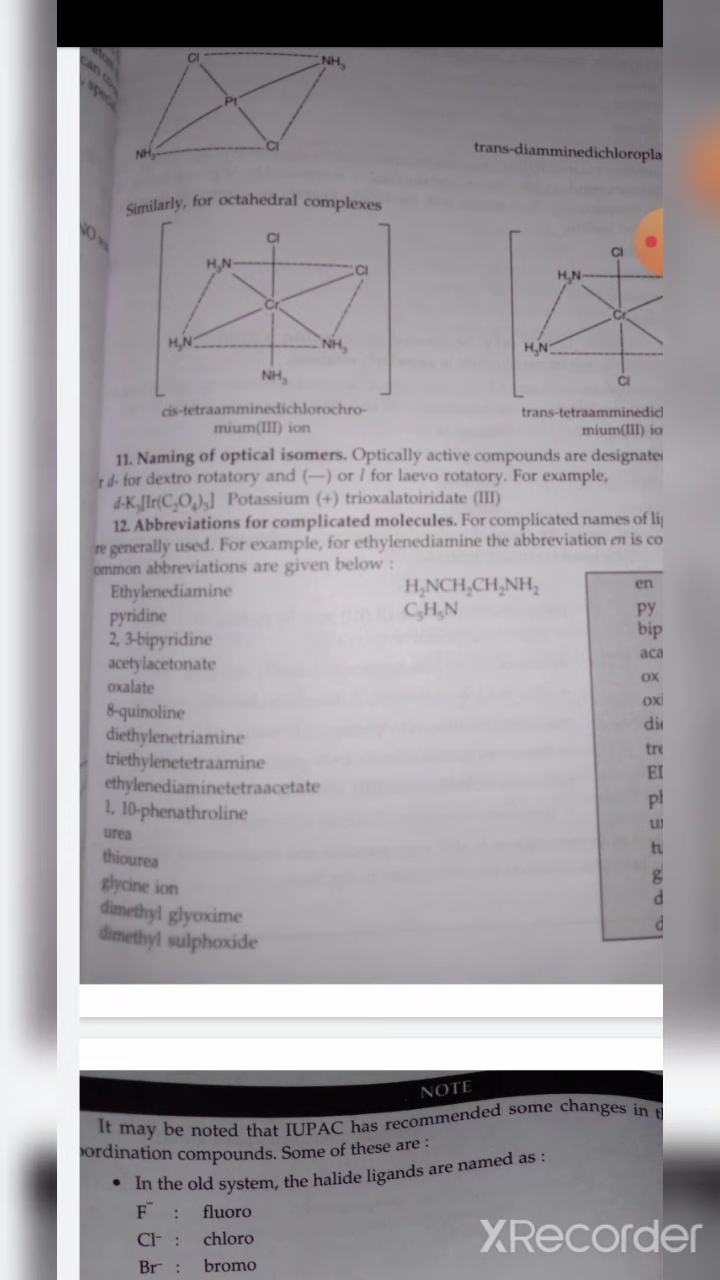 can
Cl
NH₃
Pt
NH₃
Cl
trans-diamminedichloropla
Similarly, for octahedral complexes
Cl
H₃N
Cl
Cr
H₃N
NH₃
NH₃
Cl
H₃N
Cr
H₃N
Cl
cis-tetraamminedichlorochro-
mium(III) ion
trans-tetraamminedicl
mium(III) io
11. Naming of optical isomers. Optically active compounds are designate
r d- for dextro rotatory and (—) or l for laevo rotatory. For example,
d-K₃[Ir(C₂O₄)₃] Potassium (+) trioxalatoiridate (III)
12. Abbreviations for complicated molecules. For complicated names of li
re generally used. For example, for ethylenediamine the abbreviation en is co
ommon abbreviations are given below :
Ethylenediamine H₂NCH₂CH₂NH₂ en
pyridine C₅H₅N py
2, 3-bipyridine bip
acetylacetonate aca
oxalate ox
8-quoline oxi
diethylenetriamine die
triethylenetetraamine tre
ethylenediaminetetraacetate
1, 10-phenathroline
urea
thiourea tu
glycine ion g
dimethyl glyoxime d
dimethyl sulphoxide d
NOTE
It may be noted that IUPAC has recommended some changes in t
ordination compounds. Some of these are :
• In the old system, the halide ligands are named as :
F⁻ : fluoro
Cl⁻ : chloro
Br⁻ : bromo
XRecorder